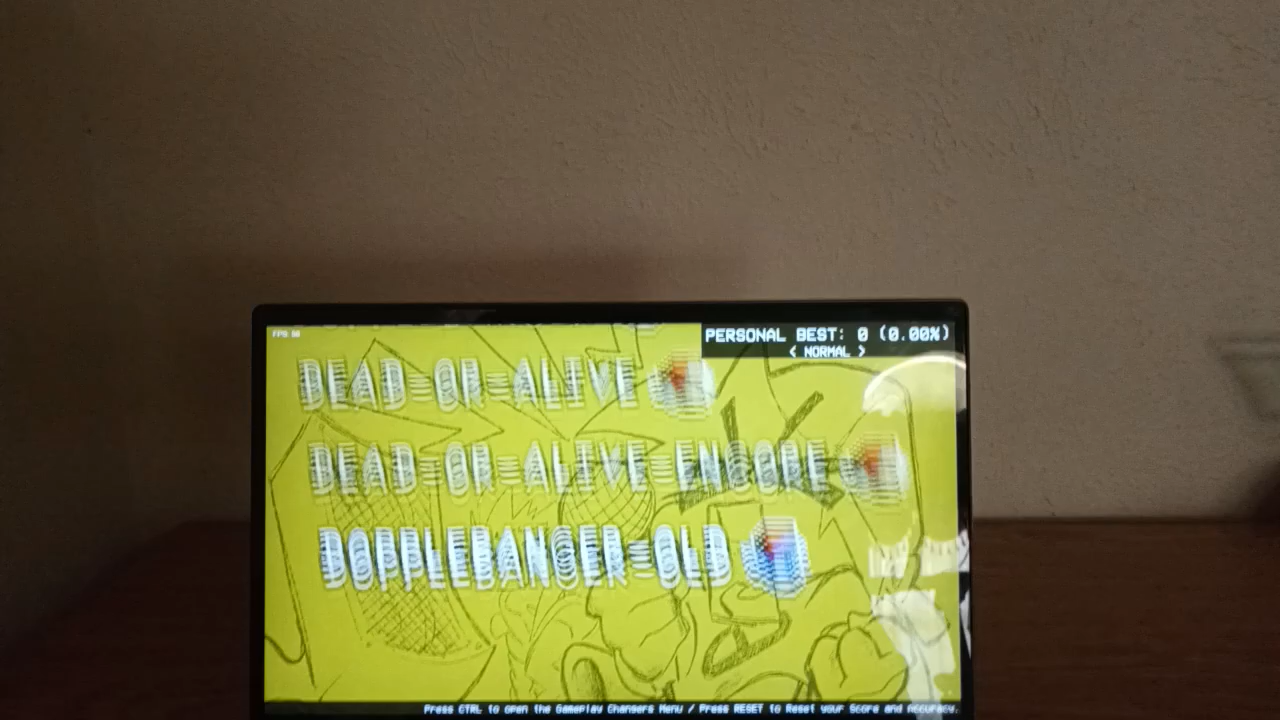 FPS: 60
PERSONAL BEST: 0 (0.00%)
< NORMAL >
DEAD-OR-ALIVE
DEAD-OR-ALIVE-ENCORE
DOPPLEBANGER-OLD
Press CTRL to open the Gameplay Changers Menu / Press RESET to Reset your Score and Accuracy.